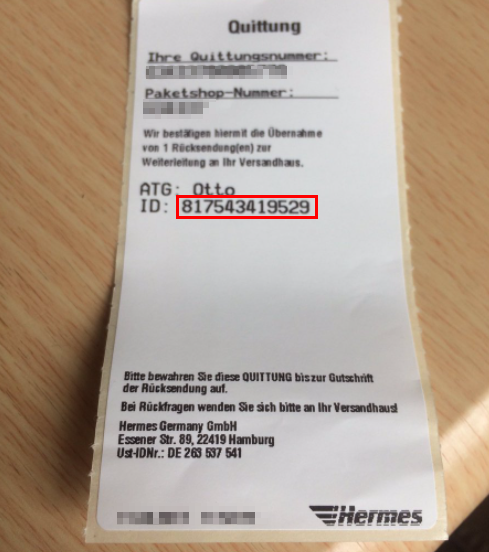 Quittung
Ihre Quittungsnummer:
Paketshop-Nummer:
Wir bestätigen hiermit die Übernahme
von 1 Rücksendung(en) zur
Weiterleitung an Ihr Versandhaus.
ATG: Otto
ID: 817543419529
Bitte bewahren Sie diese QUITTUNG bis zur Gutschrift
der Rücksendung auf.
Bei Rückfragen wenden Sie sich bitte an Ihr Versandhaus!
Hermes Germany GmbH
Essener Str. 89, 22419 Hamburg
Ust-IDNr.: DE 263 537 541
Hermes